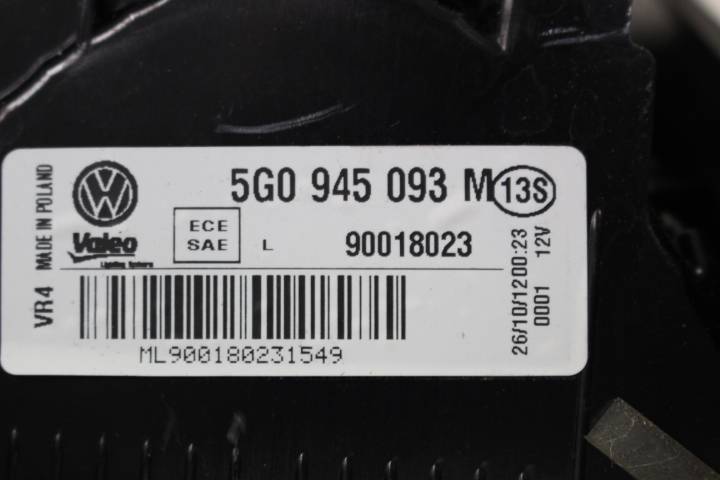 MADE IN POLAND
VR4
VW
Valeo
Lighting Systems
5G0 945 093 M 13S
ECE
SAE
L
90018023
ML900180231549
26/10/12 00:23
0001 12V